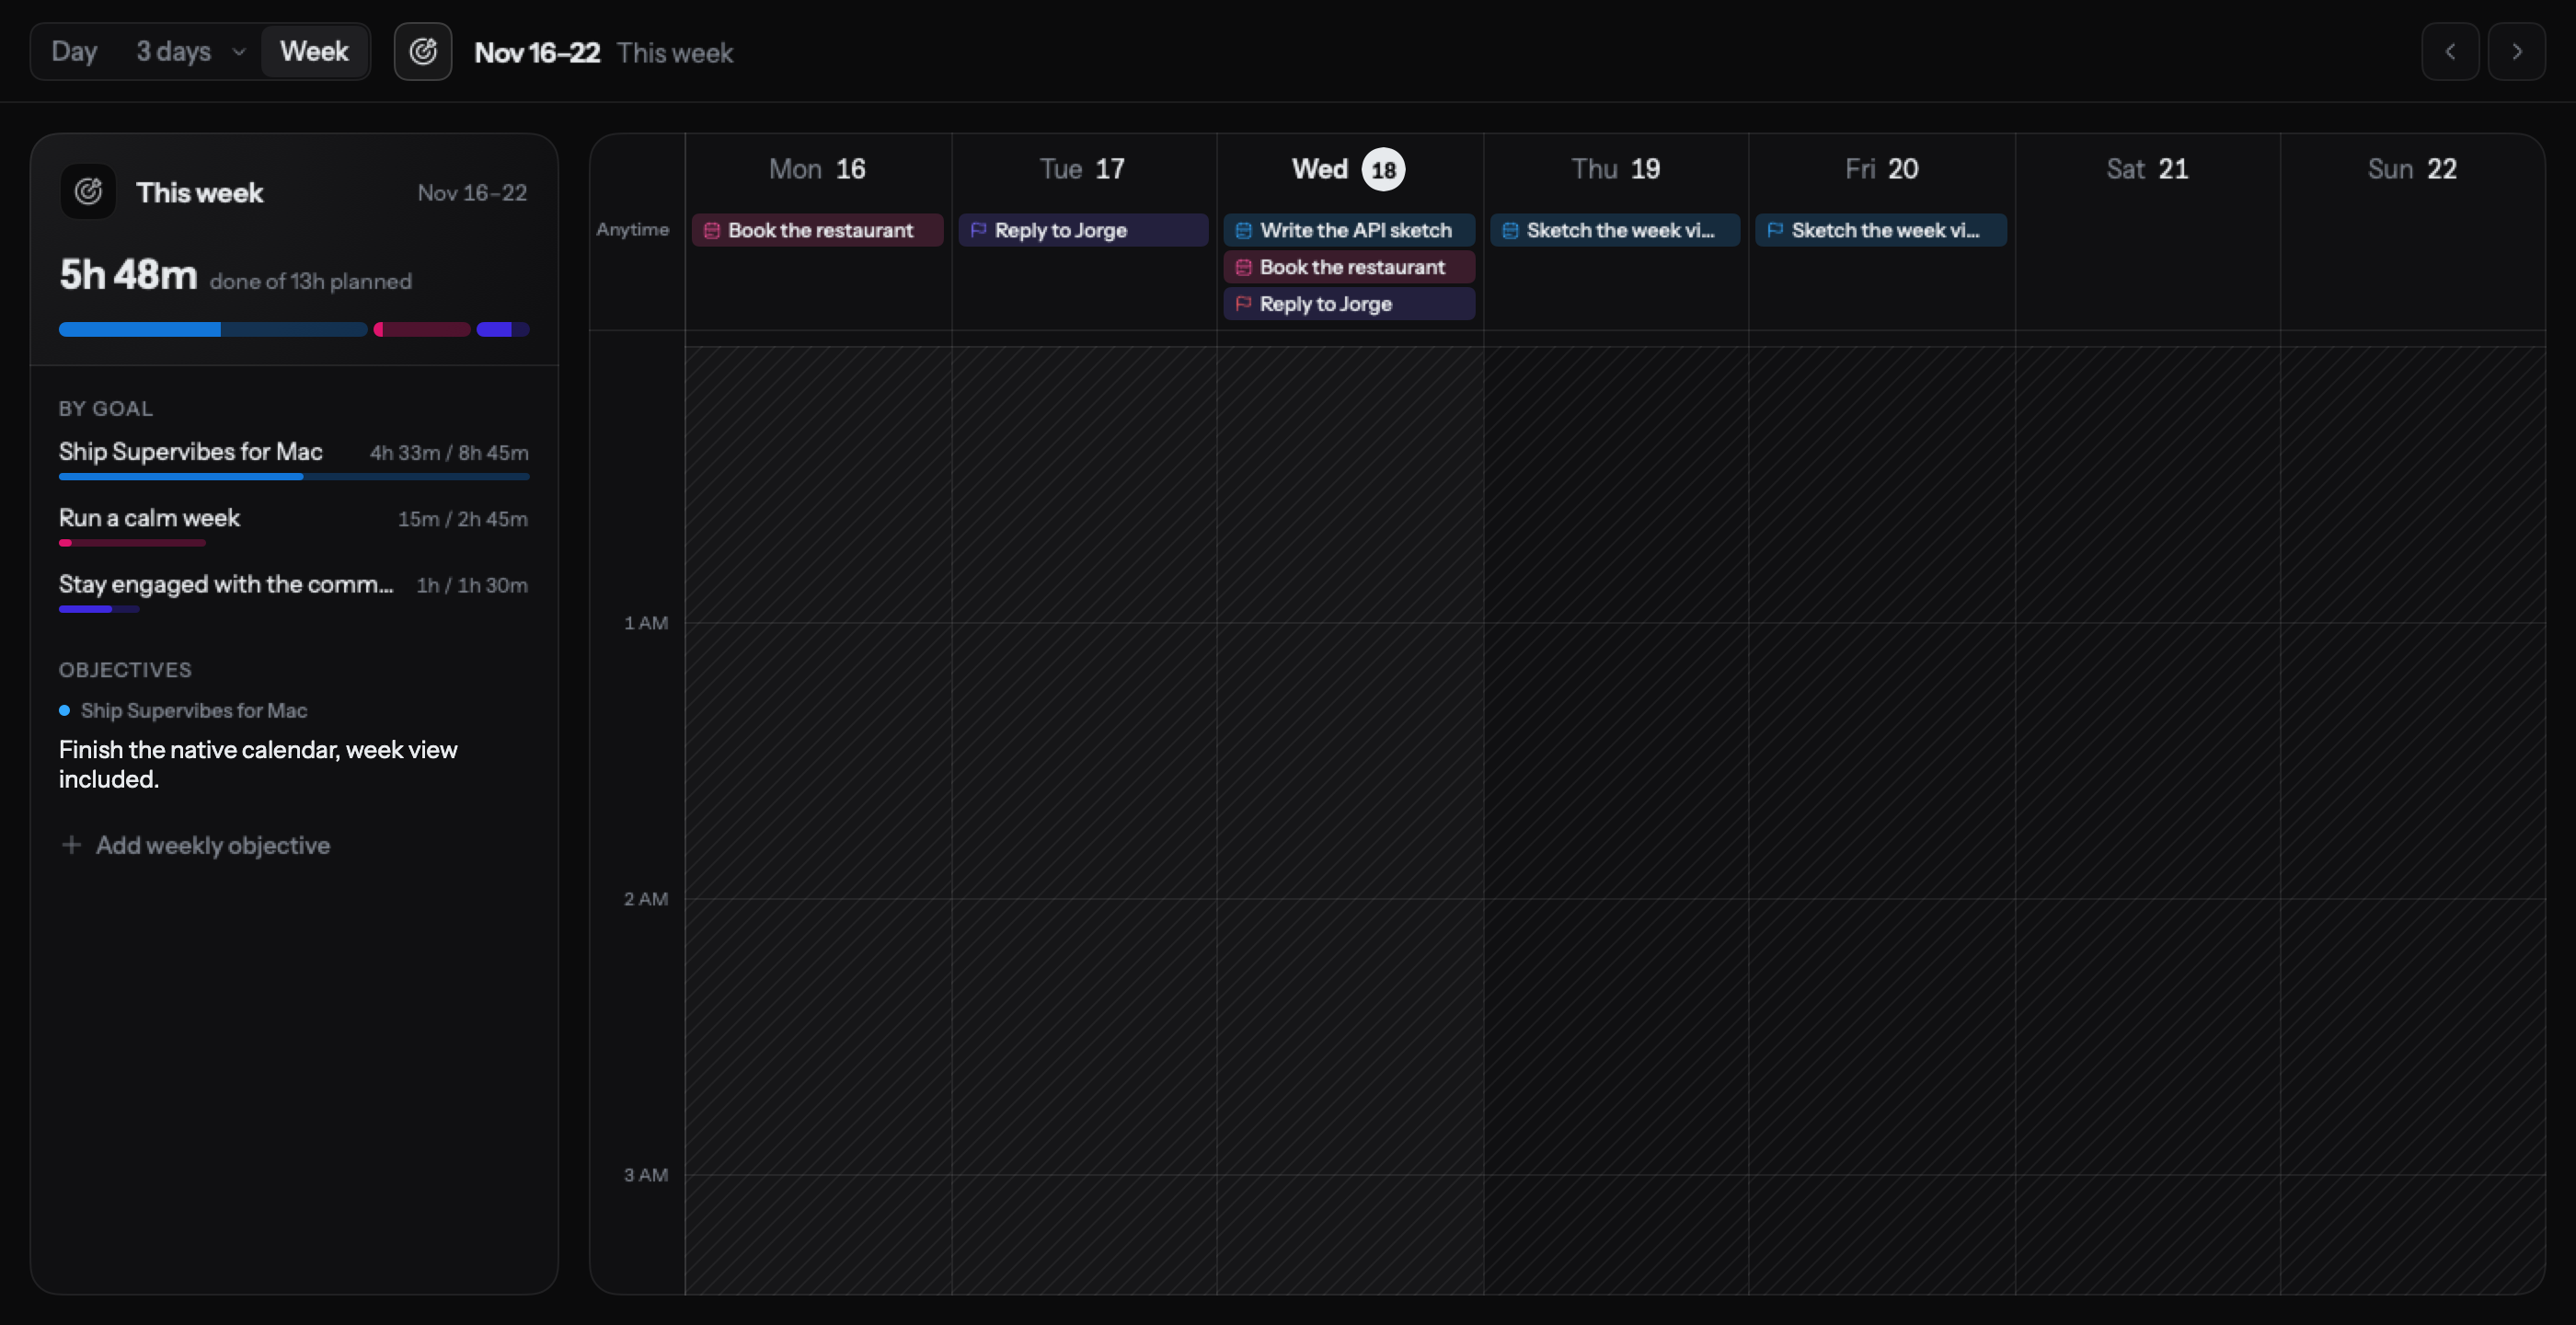 Day 3 days Week Nov 16–22 This week
This week Nov 16–22
5h 48m done of 13h planned
BY GOAL
Ship Supervibes for Mac 4h 33m / 8h 45m
Run a calm week 15m / 2h 45m
Stay engaged with the comm... 1h / 1h 30m
OBJECTIVES
Ship Supervibes for Mac
Finish the native calendar, week view
included.
+ Add weekly objective
Mon 16 Tue 17 Wed 18 Thu 19 Fri 20 Sat 21 Sun 22
Anytime Book the restaurant Reply to Jorge Write the API sketch Sketch the week vi... Sketch the week vi...
Book the restaurant
Reply to Jorge
1 AM
2 AM
3 AM